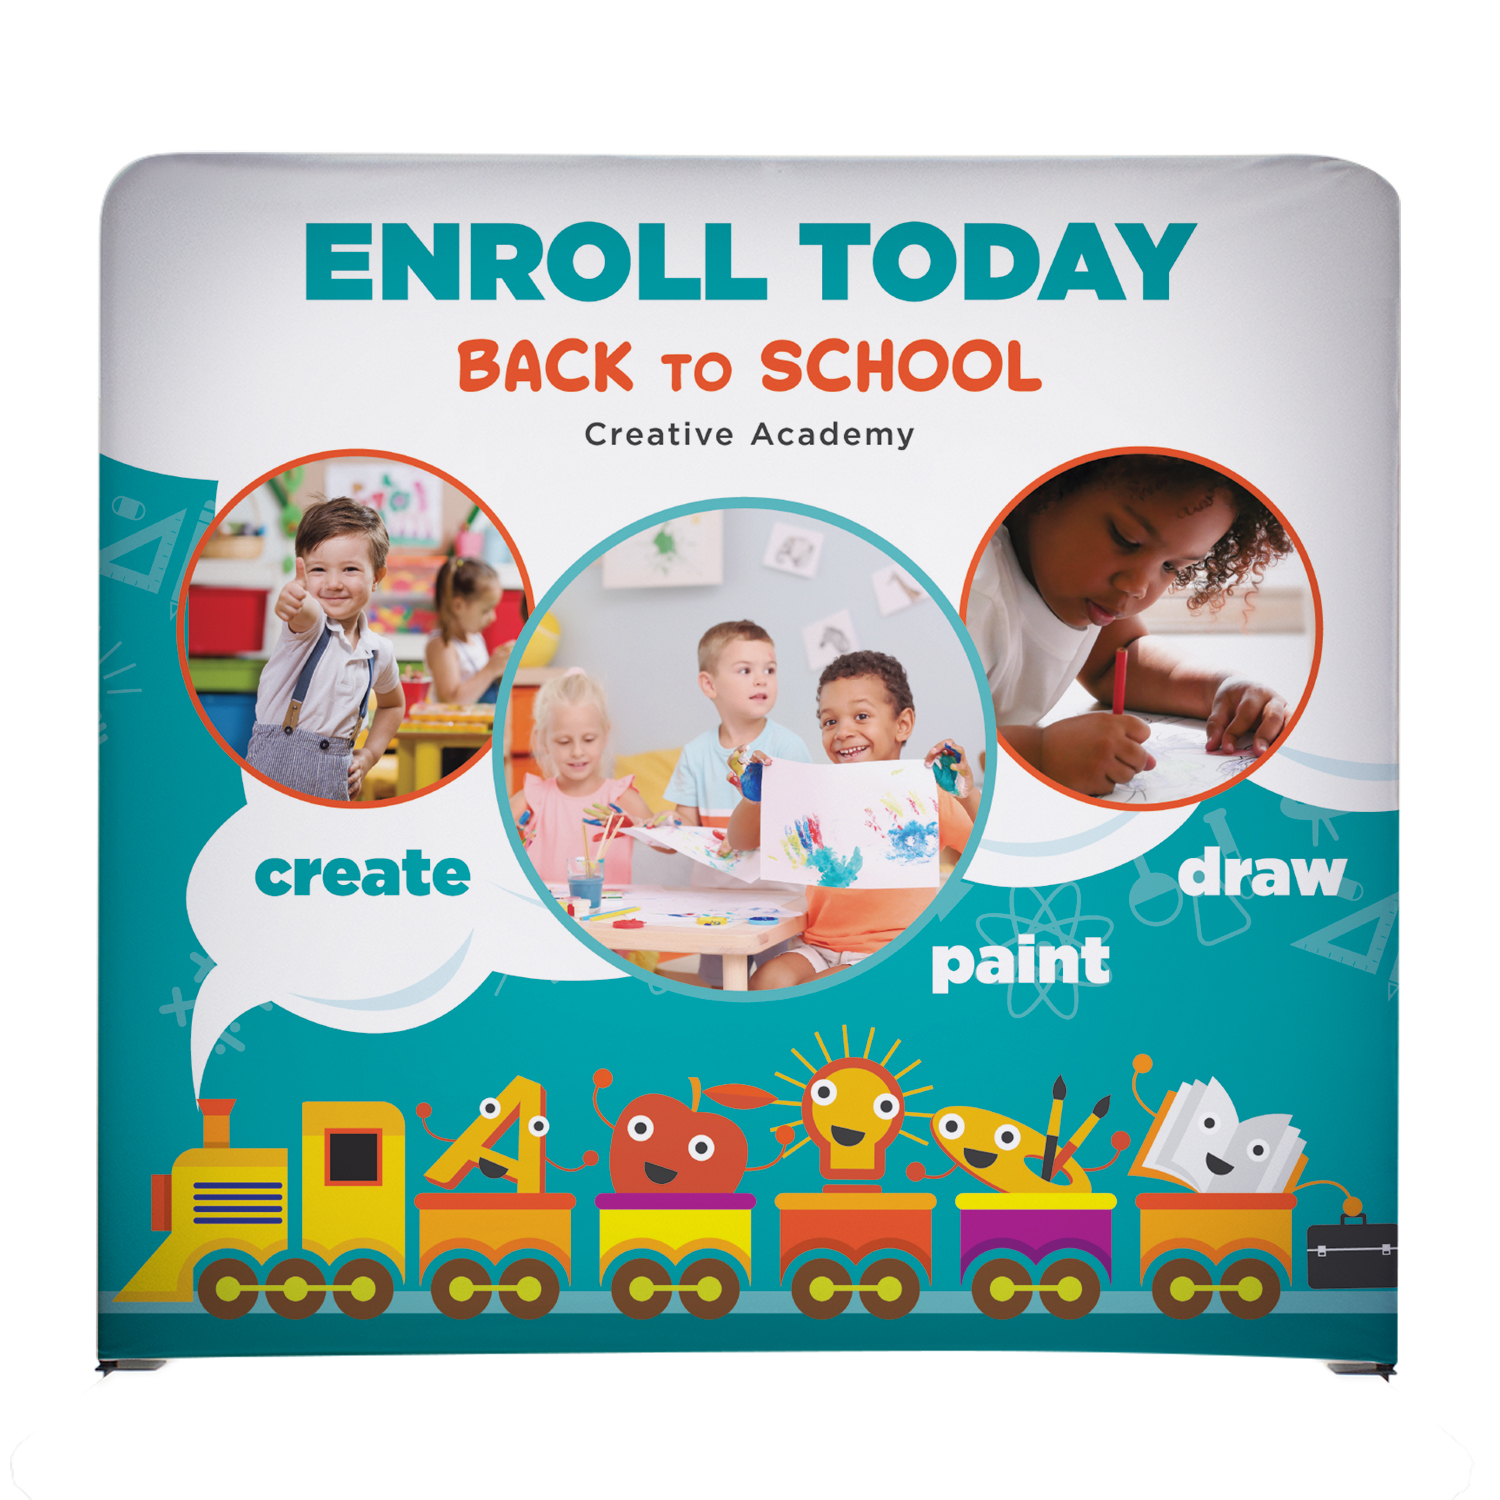 ENROLL TODAY
BACK TO SCHOOL
Creative Academy
create
draw
paint
A